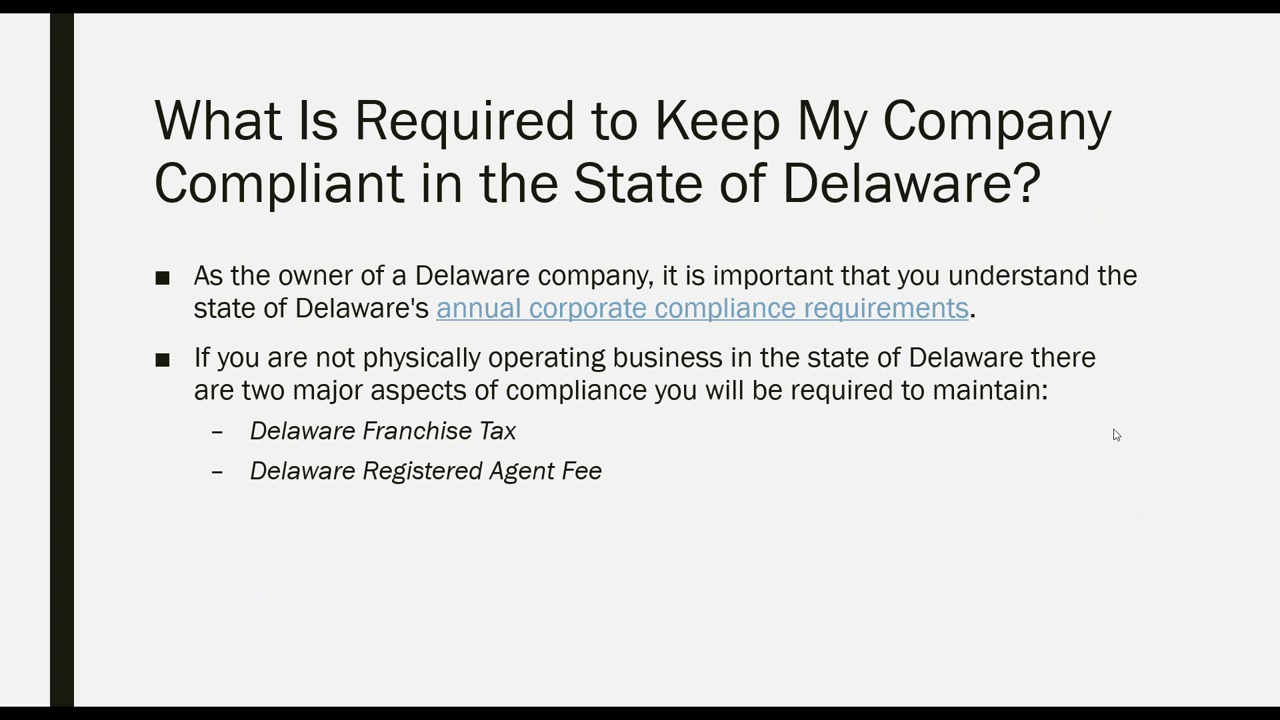 What Is Required to Keep My Company
Compliant in the State of Delaware?
■ As the owner of a Delaware company, it is important that you understand the
state of Delaware's annual corporate compliance requirements.
■ If you are not physically operating business in the state of Delaware there
are two major aspects of compliance you will be required to maintain:
– Delaware Franchise Tax
– Delaware Registered Agent Fee